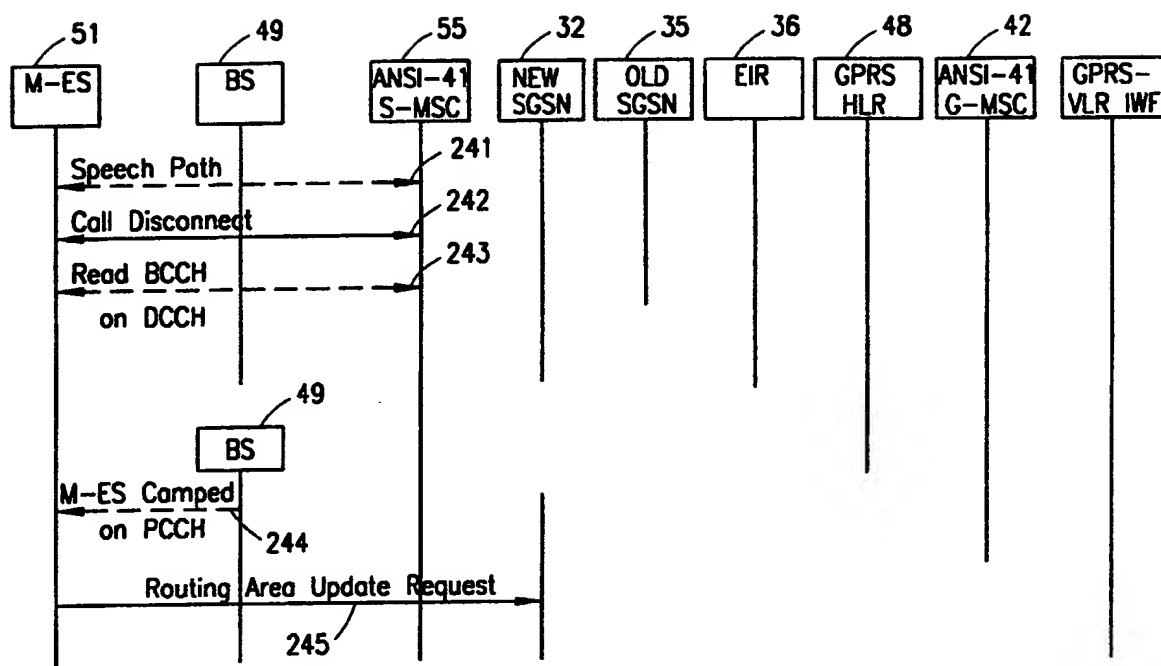 51
49
55
32
35
36
48
42
M-ES
BS
ANSI-41
S-MSC
NEW
SGSN
OLD
SGSN
EIR
GPRS
HLR
ANSI-41
G-MSC
GPRS-
VLR IWF
Speech Path
241
Call Disconnect
242
Read BCCH
on DCCH
243
49
BS
M-ES Camped
on PCCH
244
Routing Area Update Request
245